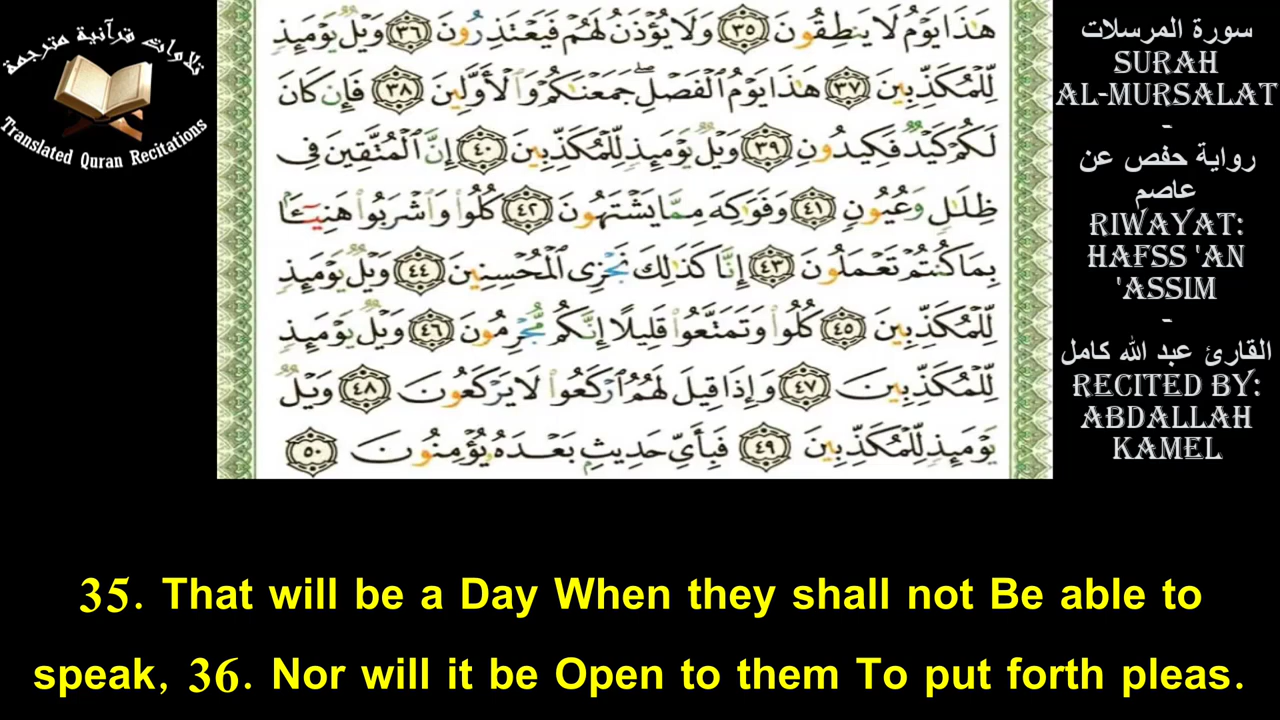 تلاوات قرآنية مترجمة
Translated Quran Recitations
هَٰذَا يَوْمُ لَا يَنطِقُونَ ٣٥ وَلَا يُؤْذَنُ لَهُمْ فَيَعْتَذِرُونَ ٣٦ وَيْلٌ يَوْمَئِذٍ
لِّلْمُكَذِّبِينَ ٣٧ هَٰذَا يَوْمُ الْفَصْلِ ۖ جَمَعْنَاكُمْ وَالْأَوَّلِينَ ٣٨ فَإِن كَانَ
لَكُمْ كَيْدٌ فَكِيدُونِ ٣٩ وَيْلٌ يَوْمَئِذٍ لِّلْمُكَذِّبِينَ ٤٠ إِنَّ الْمُتَّقِينَ فِي
ظِلَالٍ وَعُيُونٍ ٤١ وَفَوَاكِهَ مِمَّا يَشْتَهُونَ ٤٢ كُلُوا وَاشْرَبُوا هَنِيئًا
بِمَا كُنتُمْ تَعْمَلُونَ ٤٣ إِنَّا كَذَٰلِكَ نَجْزِي الْمُحْسِنِينَ ٤٤ وَيْلٌ يَوْمَئِذٍ
لِّلْمُكَذِّبِينَ ٤٥ كُلُوا وَتَمَتَّعُوا قَلِيلًا إِنَّكُم مُّجْرِمُونَ ٤٦ وَيْلٌ يَوْمَئِذٍ
لِّلْمُكَذِّبِينَ ٤٧ وَإِذَا قِيلَ لَهُمُ ارْكَعُوا لَا يَرْكَعُونَ ٤٨ وَيْلٌ
يَوْمَئِذٍ لِّلْمُكَذِّبِينَ ٤٩ فَبِأَيِّ حَدِيثٍ بَعْدَهُ يُؤْمِنُونَ ٥٠
سورة المرسلات
SURAH
AL-MURSALAT
-
رواية حفص عن
عاصم
RIWAYAT:
HAFSS 'AN
'ASSIM
-
القارئ عبد الله كامل
RECITED BY:
ABDALLAH
KAMEL
35. That will be a Day When they shall not Be able to
speak, 36. Nor will it be Open to them To put forth pleas.